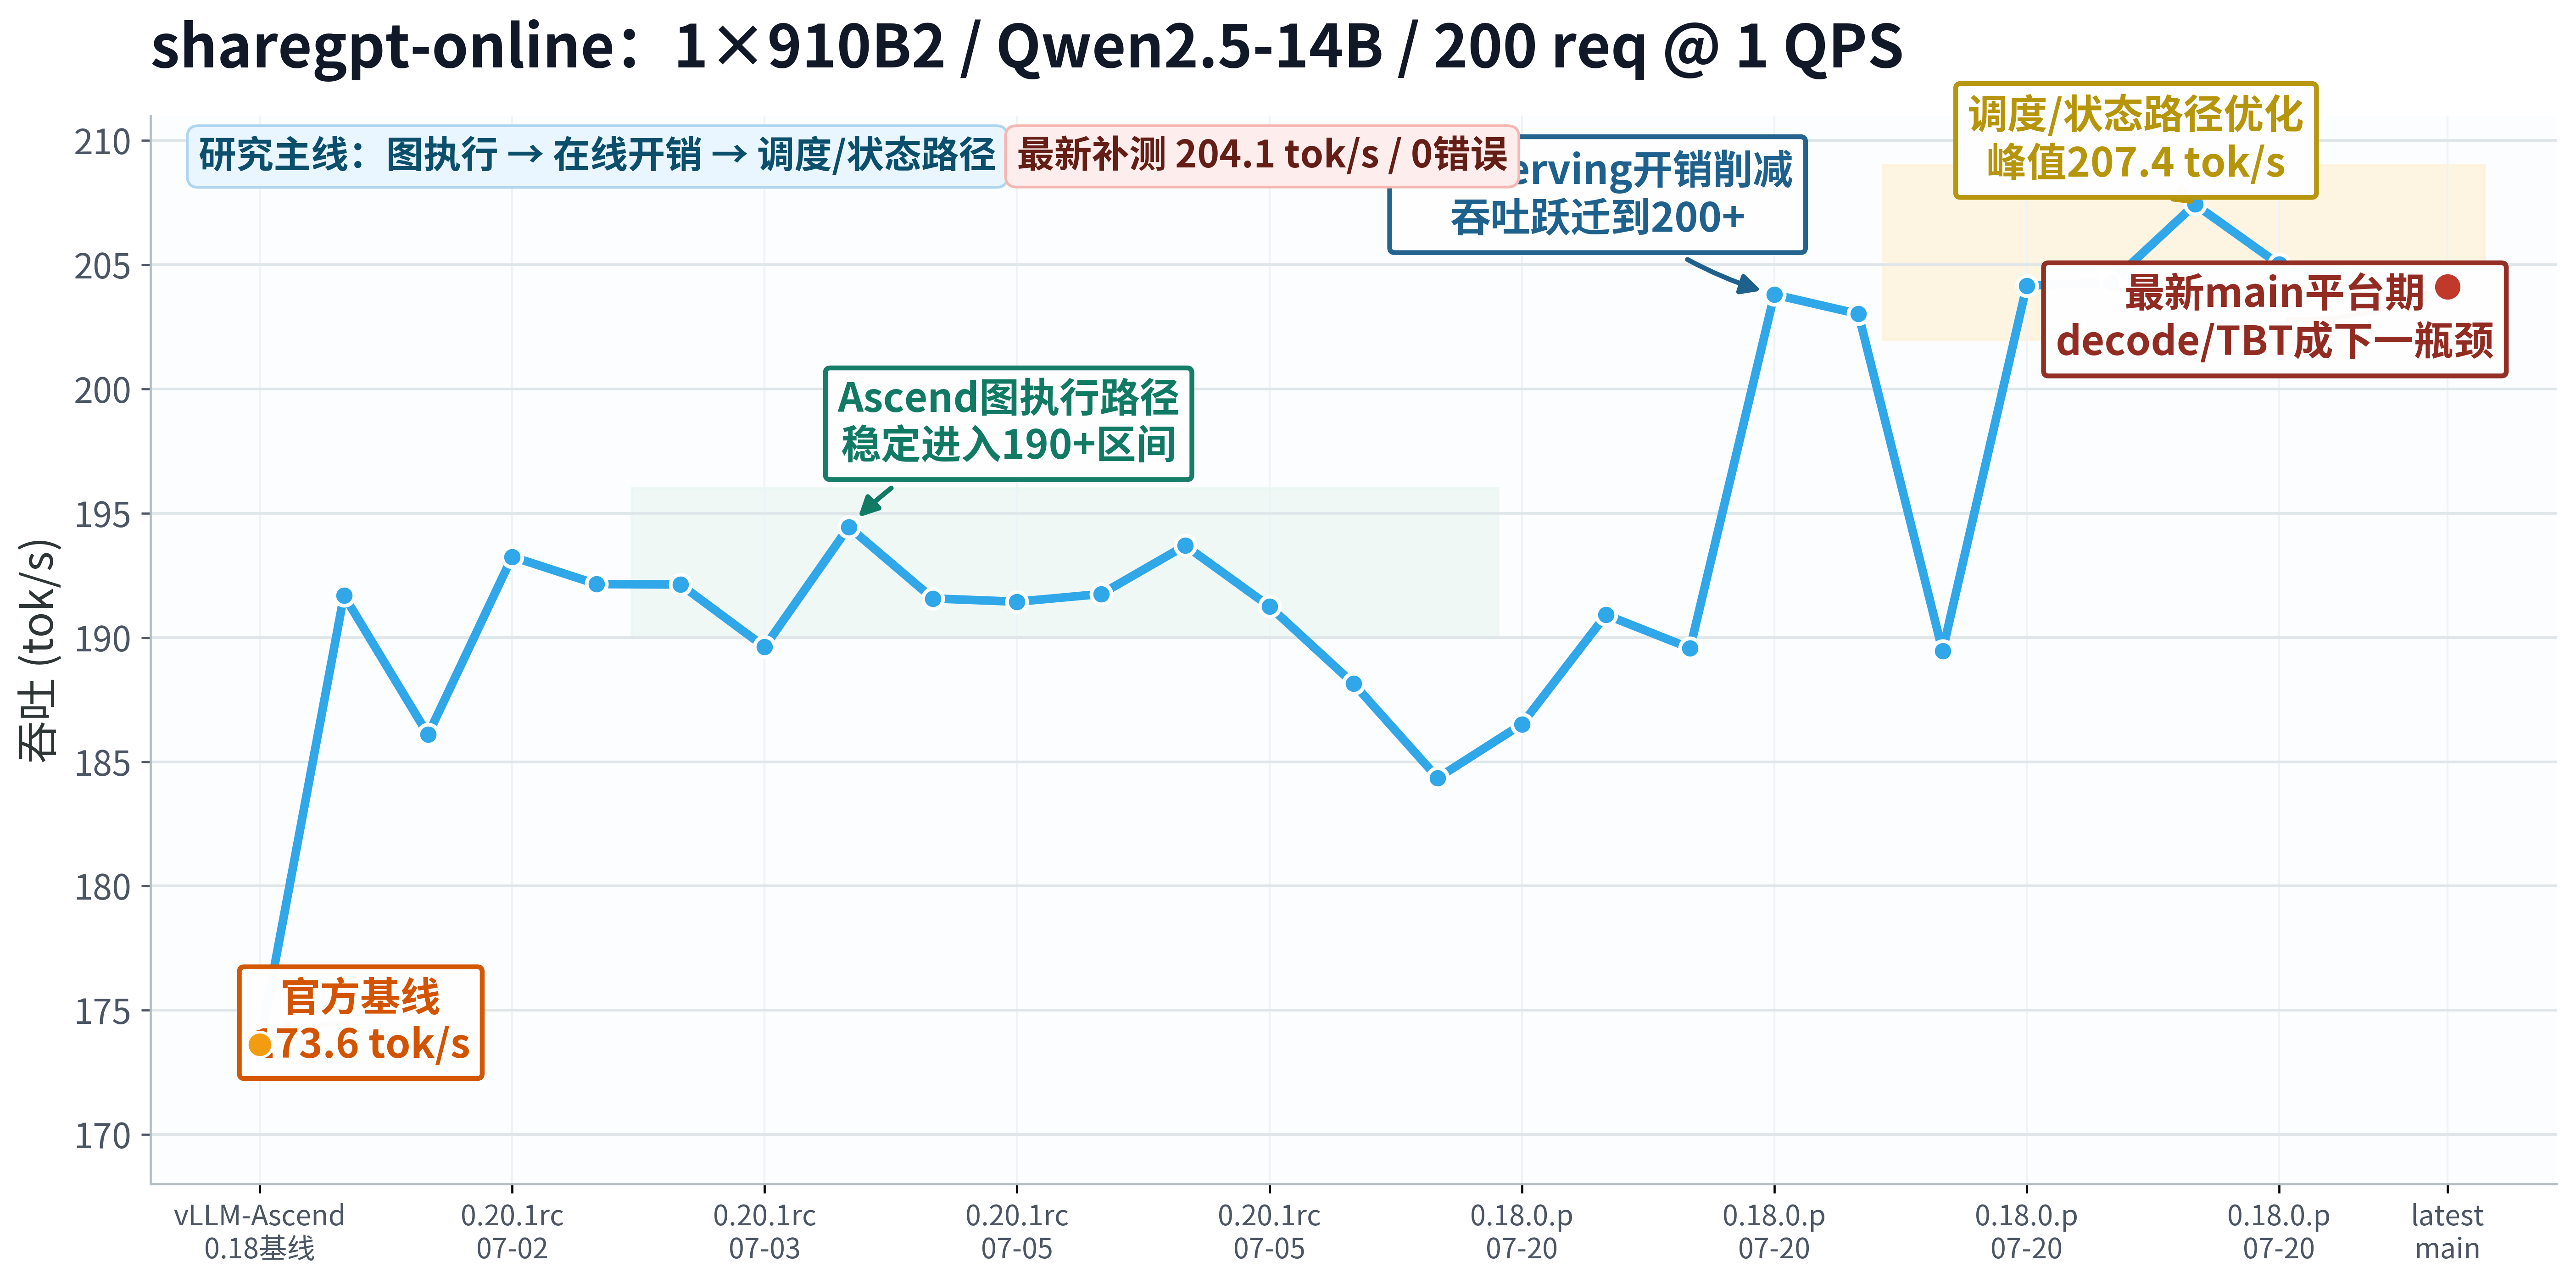 sharegpt-online：1×910B2 / Qwen2.5-14B / 200 req @ 1 QPS
调度/状态路径优化
峰值207.4 tok/s
研究主线：图执行 → 在线开销 → 调度/状态路径
最新补测 204.1 tok/s / 0错误
erving开销削减
吞吐跃迁到200+
最新main平台期
decode/TBT成下一瓶颈
Ascend图执行路径
稳定进入190+区间
官方基线
173.6 tok/s
吞吐 (tok/s)
210
205
200
195
190
185
180
175
170
vLLM-Ascend
0.18基线
0.20.1rc
07-02
0.20.1rc
07-03
0.20.1rc
07-05
0.20.1rc
07-05
0.18.0.p
07-20
0.18.0.p
07-20
0.18.0.p
07-20
0.18.0.p
07-20
latest
main